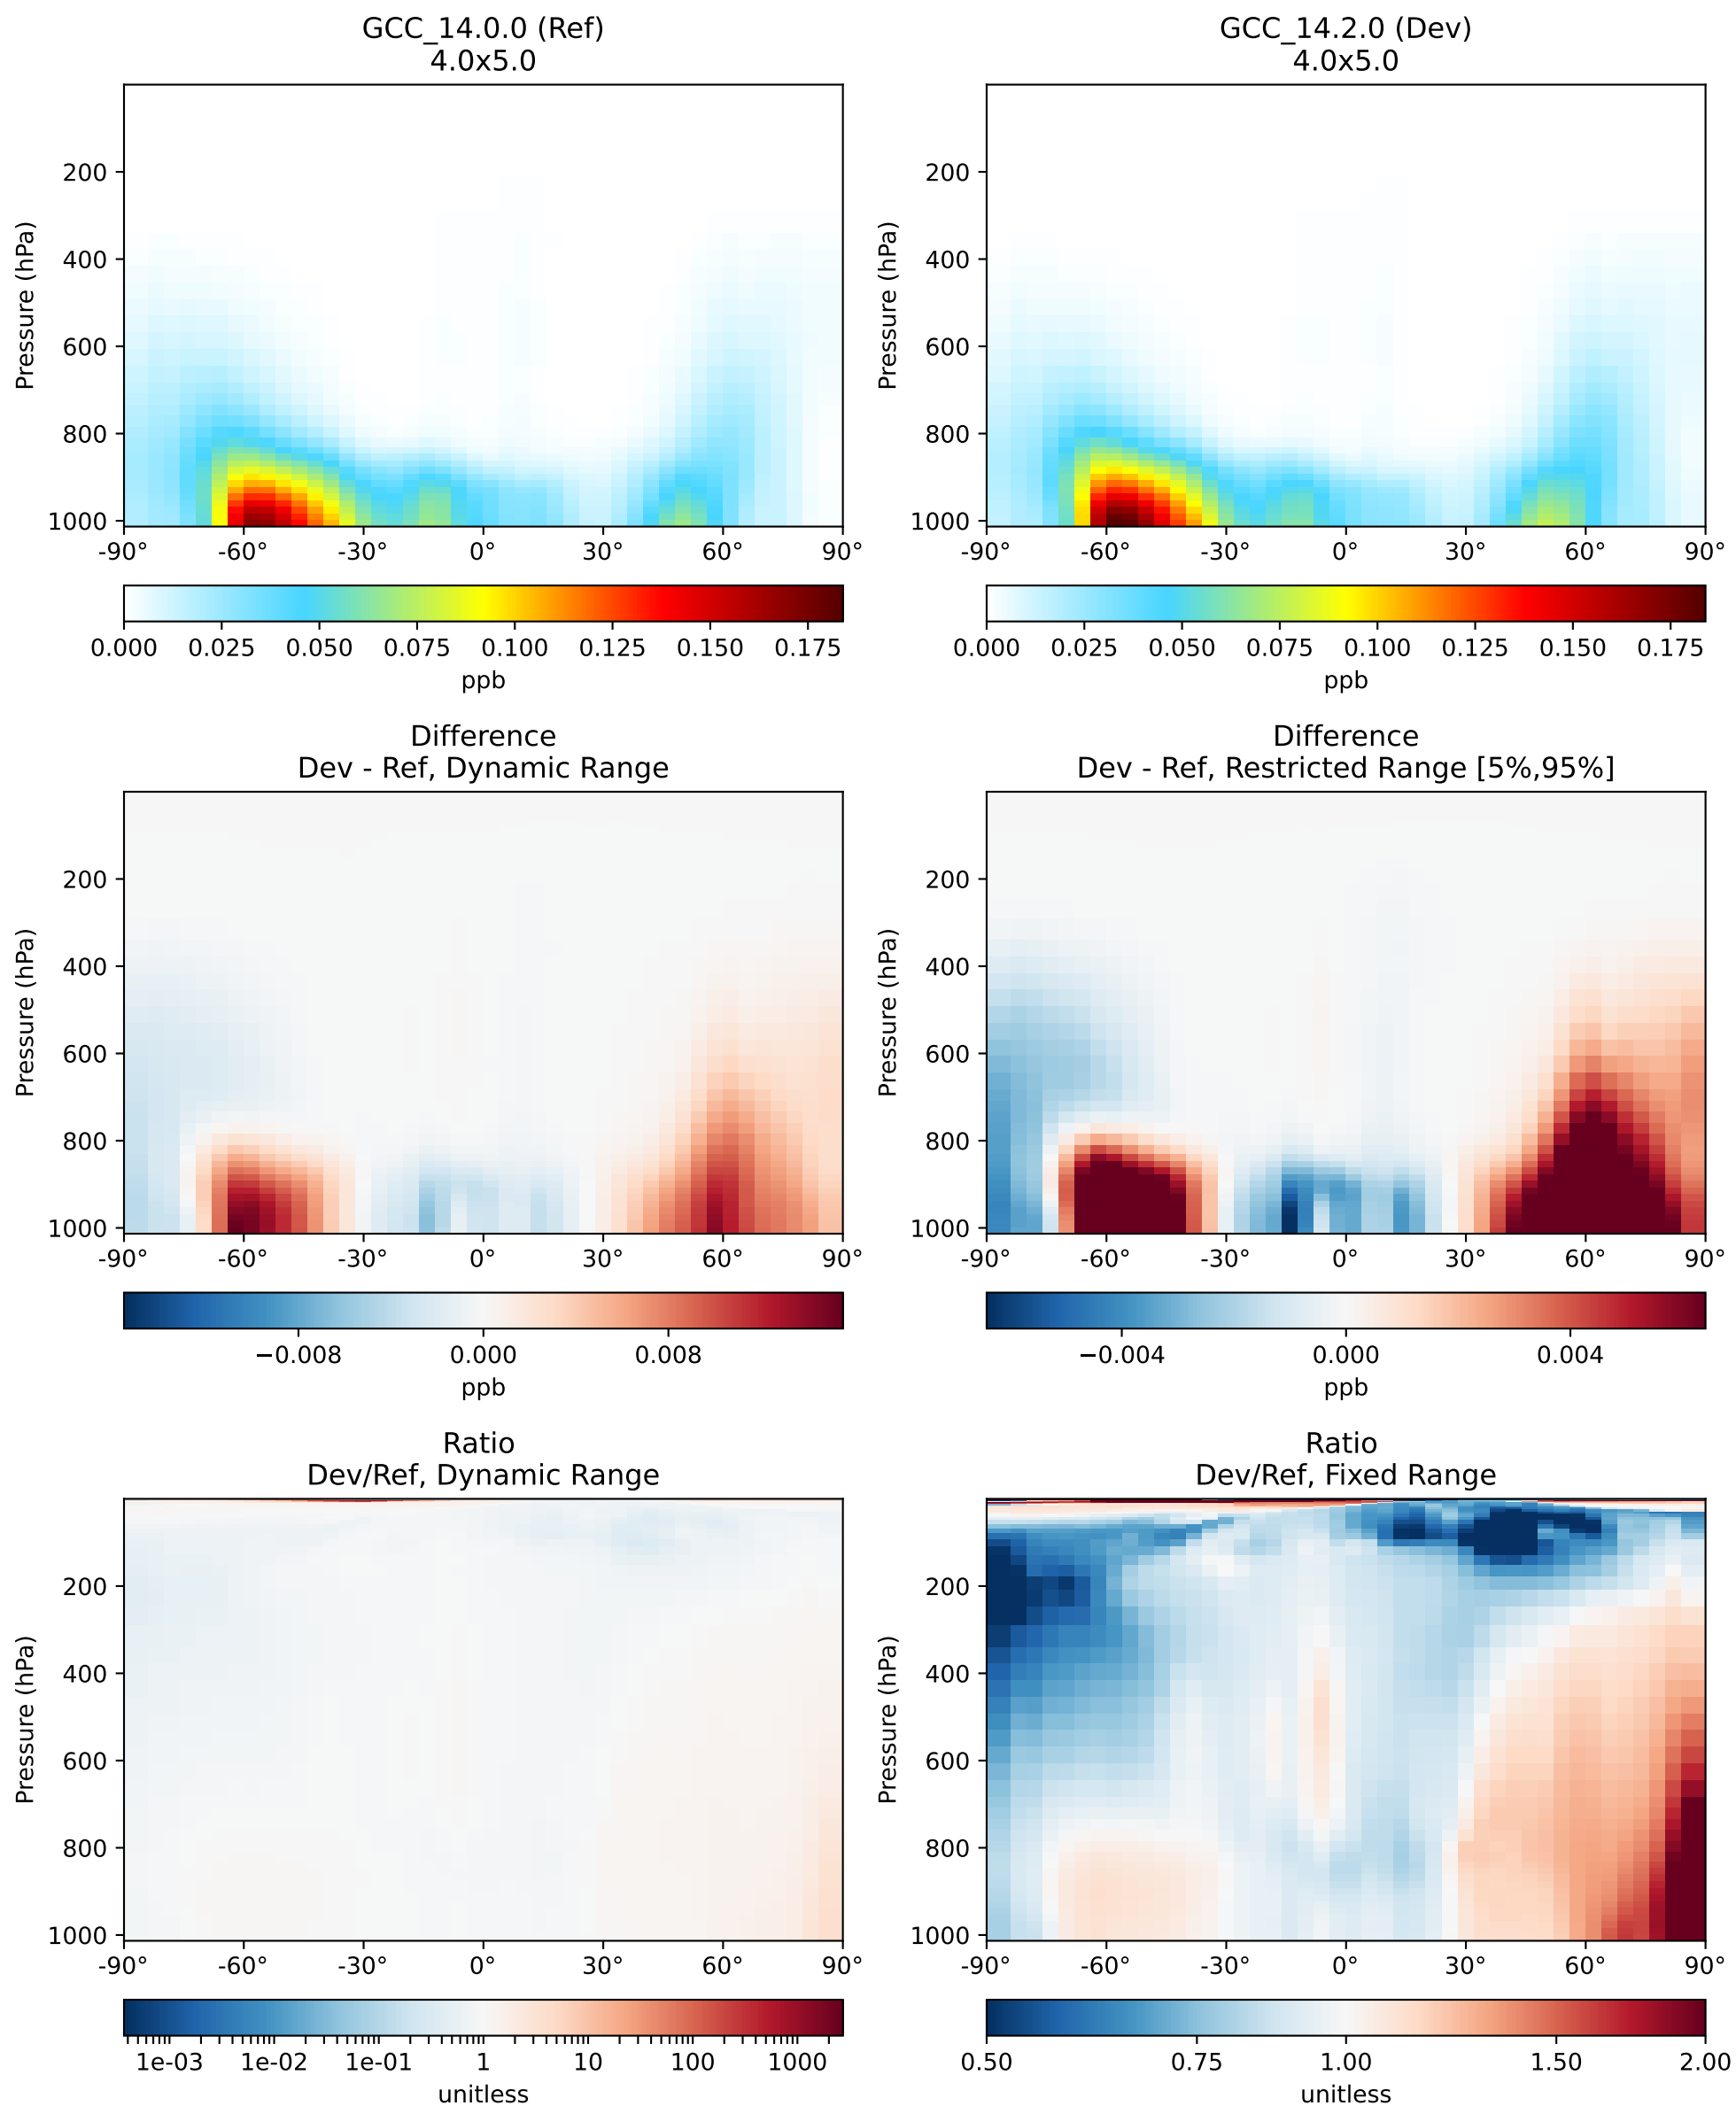 GCC_14.0.0 (Ref)
4.0x5.0
Pressure (hPa)
200
400
600
800
1000
-90° -60° -30° 0° 30° 60° 90°
0.000 0.025 0.050 0.075 0.100 0.125 0.150 0.175
ppb
GCC_14.2.0 (Dev)
4.0x5.0
Pressure (hPa)
200
400
600
800
1000
-90° -60° -30° 0° 30° 60° 90°
0.000 0.025 0.050 0.075 0.100 0.125 0.150 0.175
ppb
Difference
Dev - Ref, Dynamic Range
Pressure (hPa)
200
400
600
800
1000
-90° -60° -30° 0° 30° 60° 90°
−0.008 0.000 0.008
ppb
Difference
Dev - Ref, Restricted Range [5%,95%]
Pressure (hPa)
200
400
600
800
1000
-90° -60° -30° 0° 30° 60° 90°
−0.004 0.000 0.004
ppb
Ratio
Dev/Ref, Dynamic Range
Pressure (hPa)
200
400
600
800
1000
-90° -60° -30° 0° 30° 60° 90°
1e-03 1e-02 1e-01 1 10 100 1000
unitless
Ratio
Dev/Ref, Fixed Range
Pressure (hPa)
200
400
600
800
1000
-90° -60° -30° 0° 30° 60° 90°
0.50 0.75 1.00 1.50 2.00
unitless